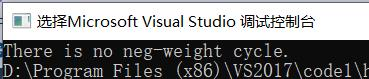 选择Microsoft Visual Studio 调试控制台
There is no neg-weight cycle.
D:\Program Files (x86)\VS2017\code1\